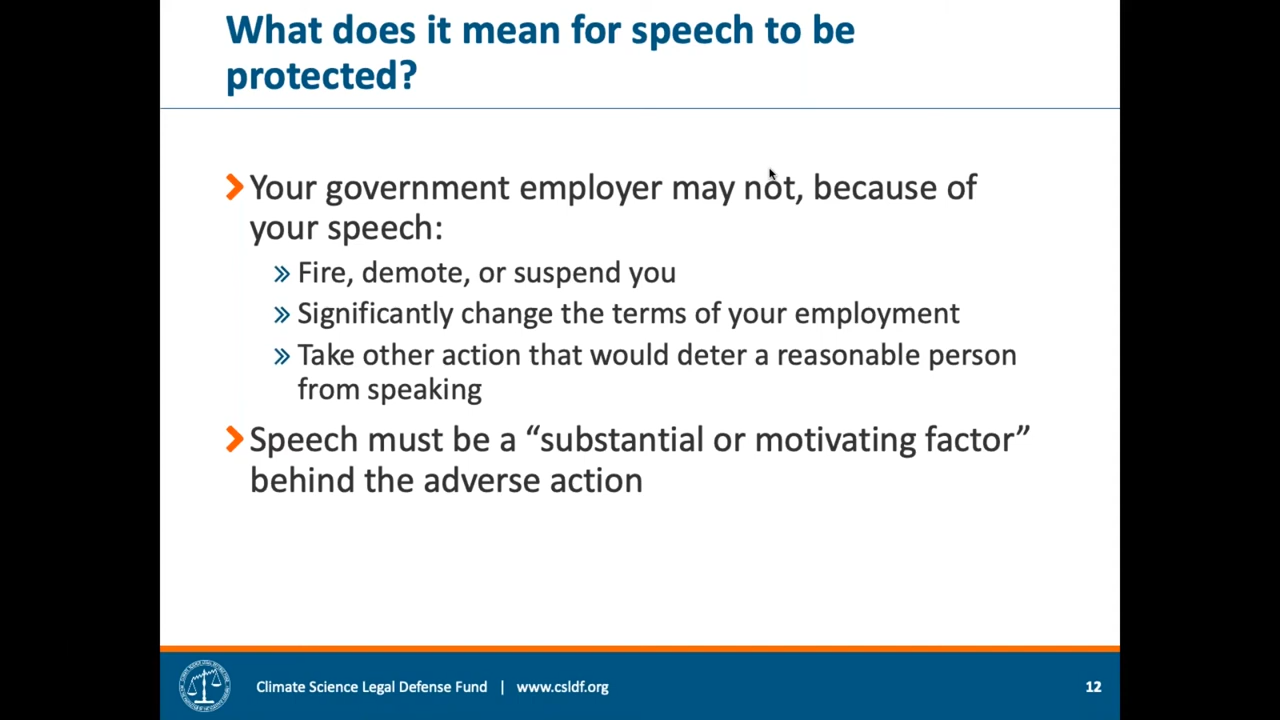 What does it mean for speech to be
protected?
Your government employer may not, because of
your speech:
Fire, demote, or suspend you
Significantly change the terms of your employment
Take other action that would deter a reasonable person
from speaking
Speech must be a “substantial or motivating factor”
behind the adverse action
Climate Science Legal Defense Fund | www.csldf.org
12